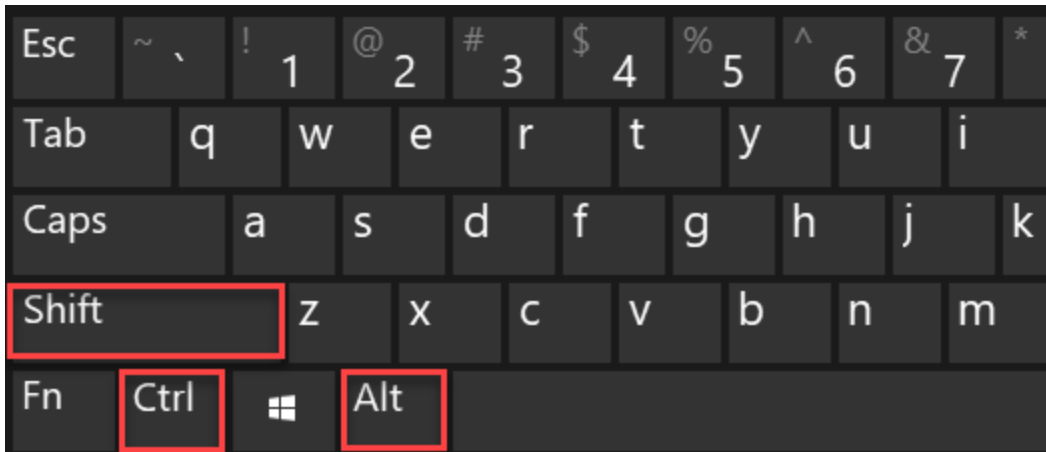 Esc ~ ` ! 1 @ 2 # 3 $ 4 % 5 ^ 6 & 7 *
Tab q w e r t y u i
Caps a s d f g h j k
Shift z x c v b n m
Fn Ctrl Alt